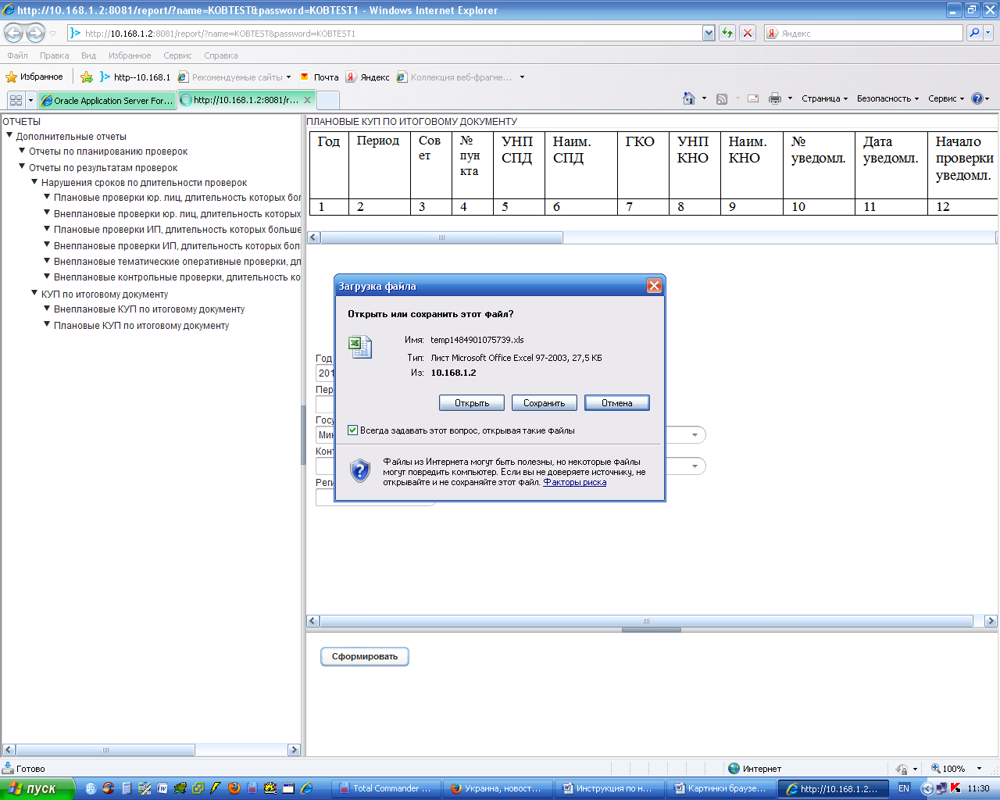 http://10.168.1.2:8081/report/?name=KOBTEST&password=KOBTEST1 - Windows Internet Explorer
http://10.168.1.2:8081/report/?name=KOBTEST&password=KOBTEST1
Яндекс
Файл Правка Вид Избранное Сервис Справка
Избранное http--10.168.1 Рекомендуемые сайты Почта Яндекс Коллекция веб-фрагме...
Oracle Application Server For... http://10.168.1.2:8081/r... Страница Безопасность Сервис
ОТЧЕТЫ
Дополнительные отчеты
Отчеты по планированию проверок
Отчеты по результатам проверок
Нарушения сроков по длительности проверок
Плановые проверки юр. лиц, длительность которых бол
Внеплановые проверки юр. лиц, длительность которых
Плановые проверки ИП, длительность которых больше
Внеплановые проверки ИП, длительность которых бол
Внеплановые тематические оперативные проверки, дл
Внеплановые контрольные проверки, длительность ко
КУП по итоговому документу
Внеплановые КУП по итоговому документу
Плановые КУП по итоговому документу
ПЛАНОВЫЕ КУП ПО ИТОГОВОМУ ДОКУМЕНТУ
Год Период Сов ет № пун кта УНП СПД Наим. СПД ГКО УНП КНО Наим. КНО № уведомл. Дата уведомл. Начало проверки уведомл.
1 2 3 4 5 6 7 8 9 10 11 12
Год
201
Пер
Госу
Мин
Конт
Реги
Загрузка файла
Открыть или сохранить этот файл?
Имя: temp1484901075739.xls
Тип: Лист Microsoft Office Excel 97-2003, 27,5 КБ
Из: 10.168.1.2
Открыть Сохранить Отмена
Всегда задавать этот вопрос, открывая такие файлы
Файлы из Интернета могут быть полезны, но некоторые файлы
могут повредить компьютер. Если вы не доверяете источнику, не
открывайте и не сохраняйте этот файл. Факторы риска
Сформировать
Готово Интернет 100%
пуск Total Commander ... Украина, новост... Инструкция по н... Картинки браузе... http://10.168.1.2... EN 11:30